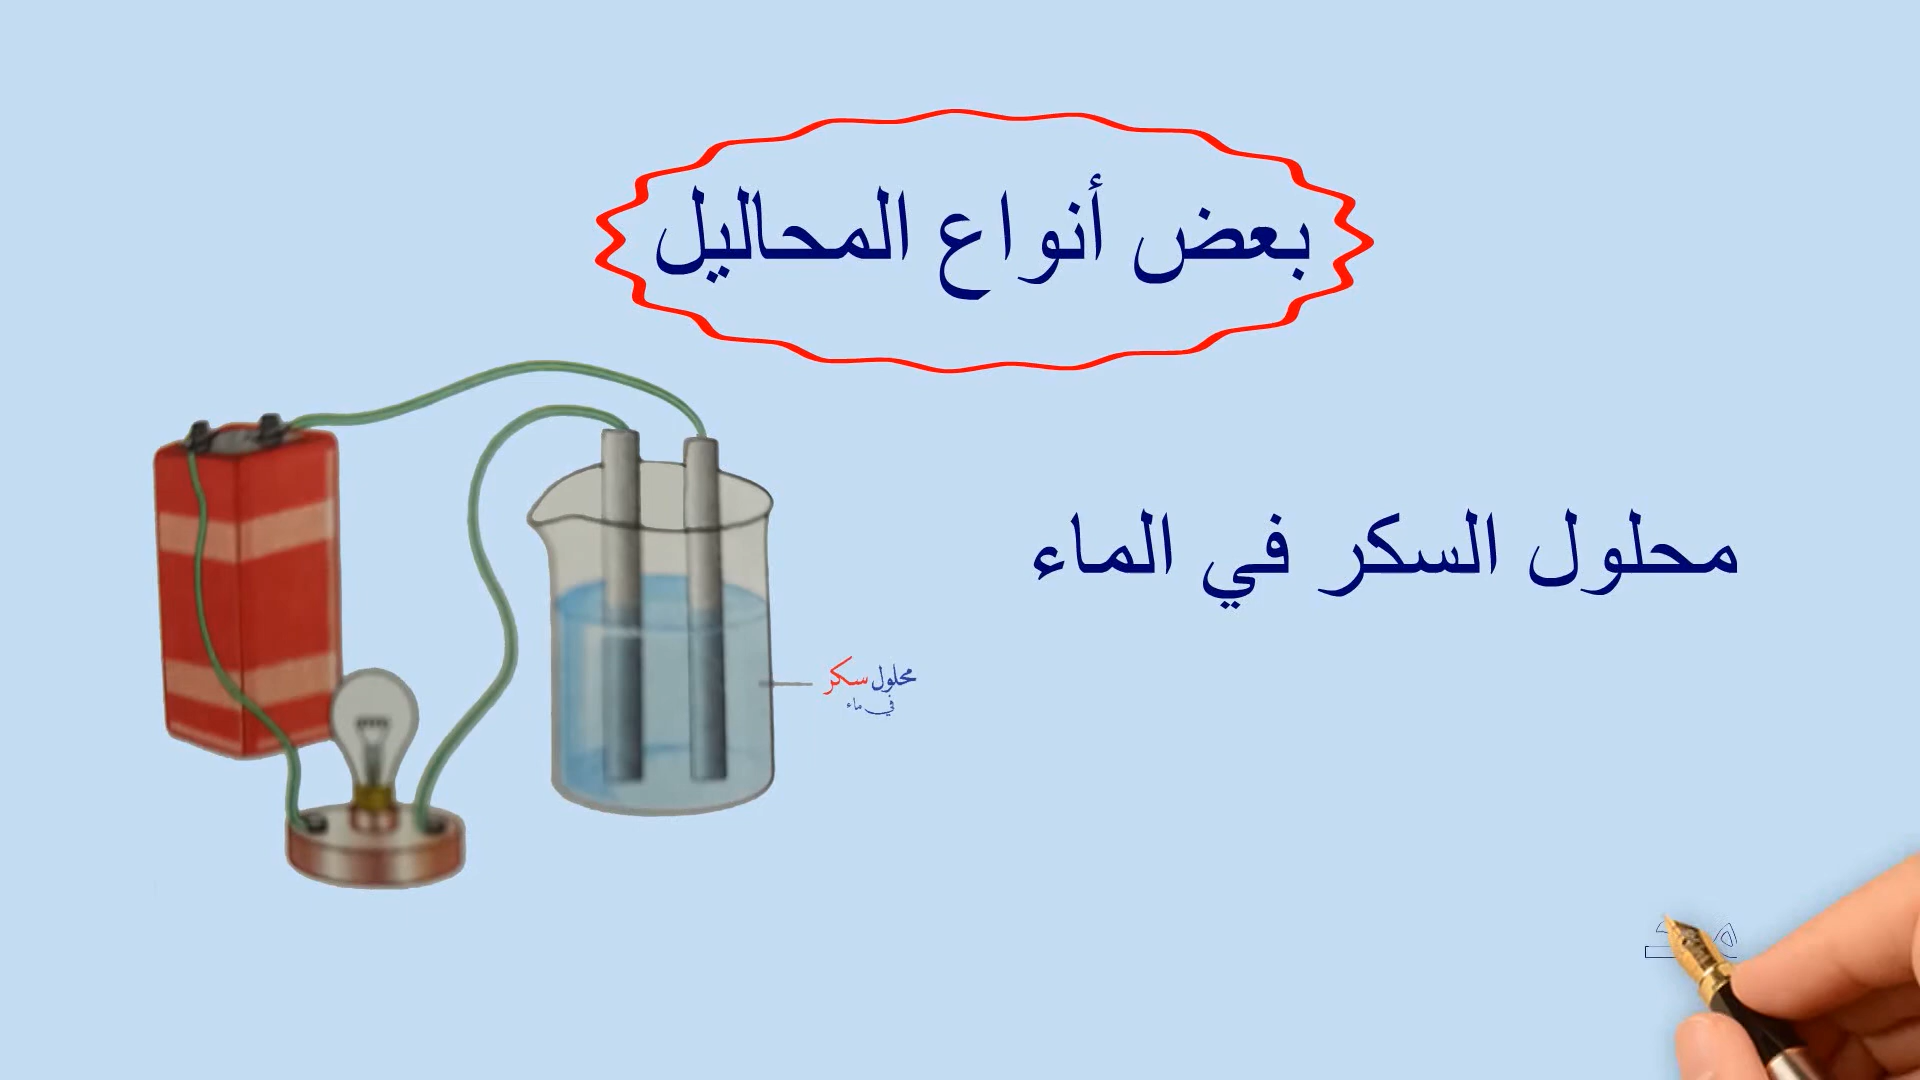 بعض أنواع المحاليل
محلول السكر في الماء
محلول سكر
في ماء